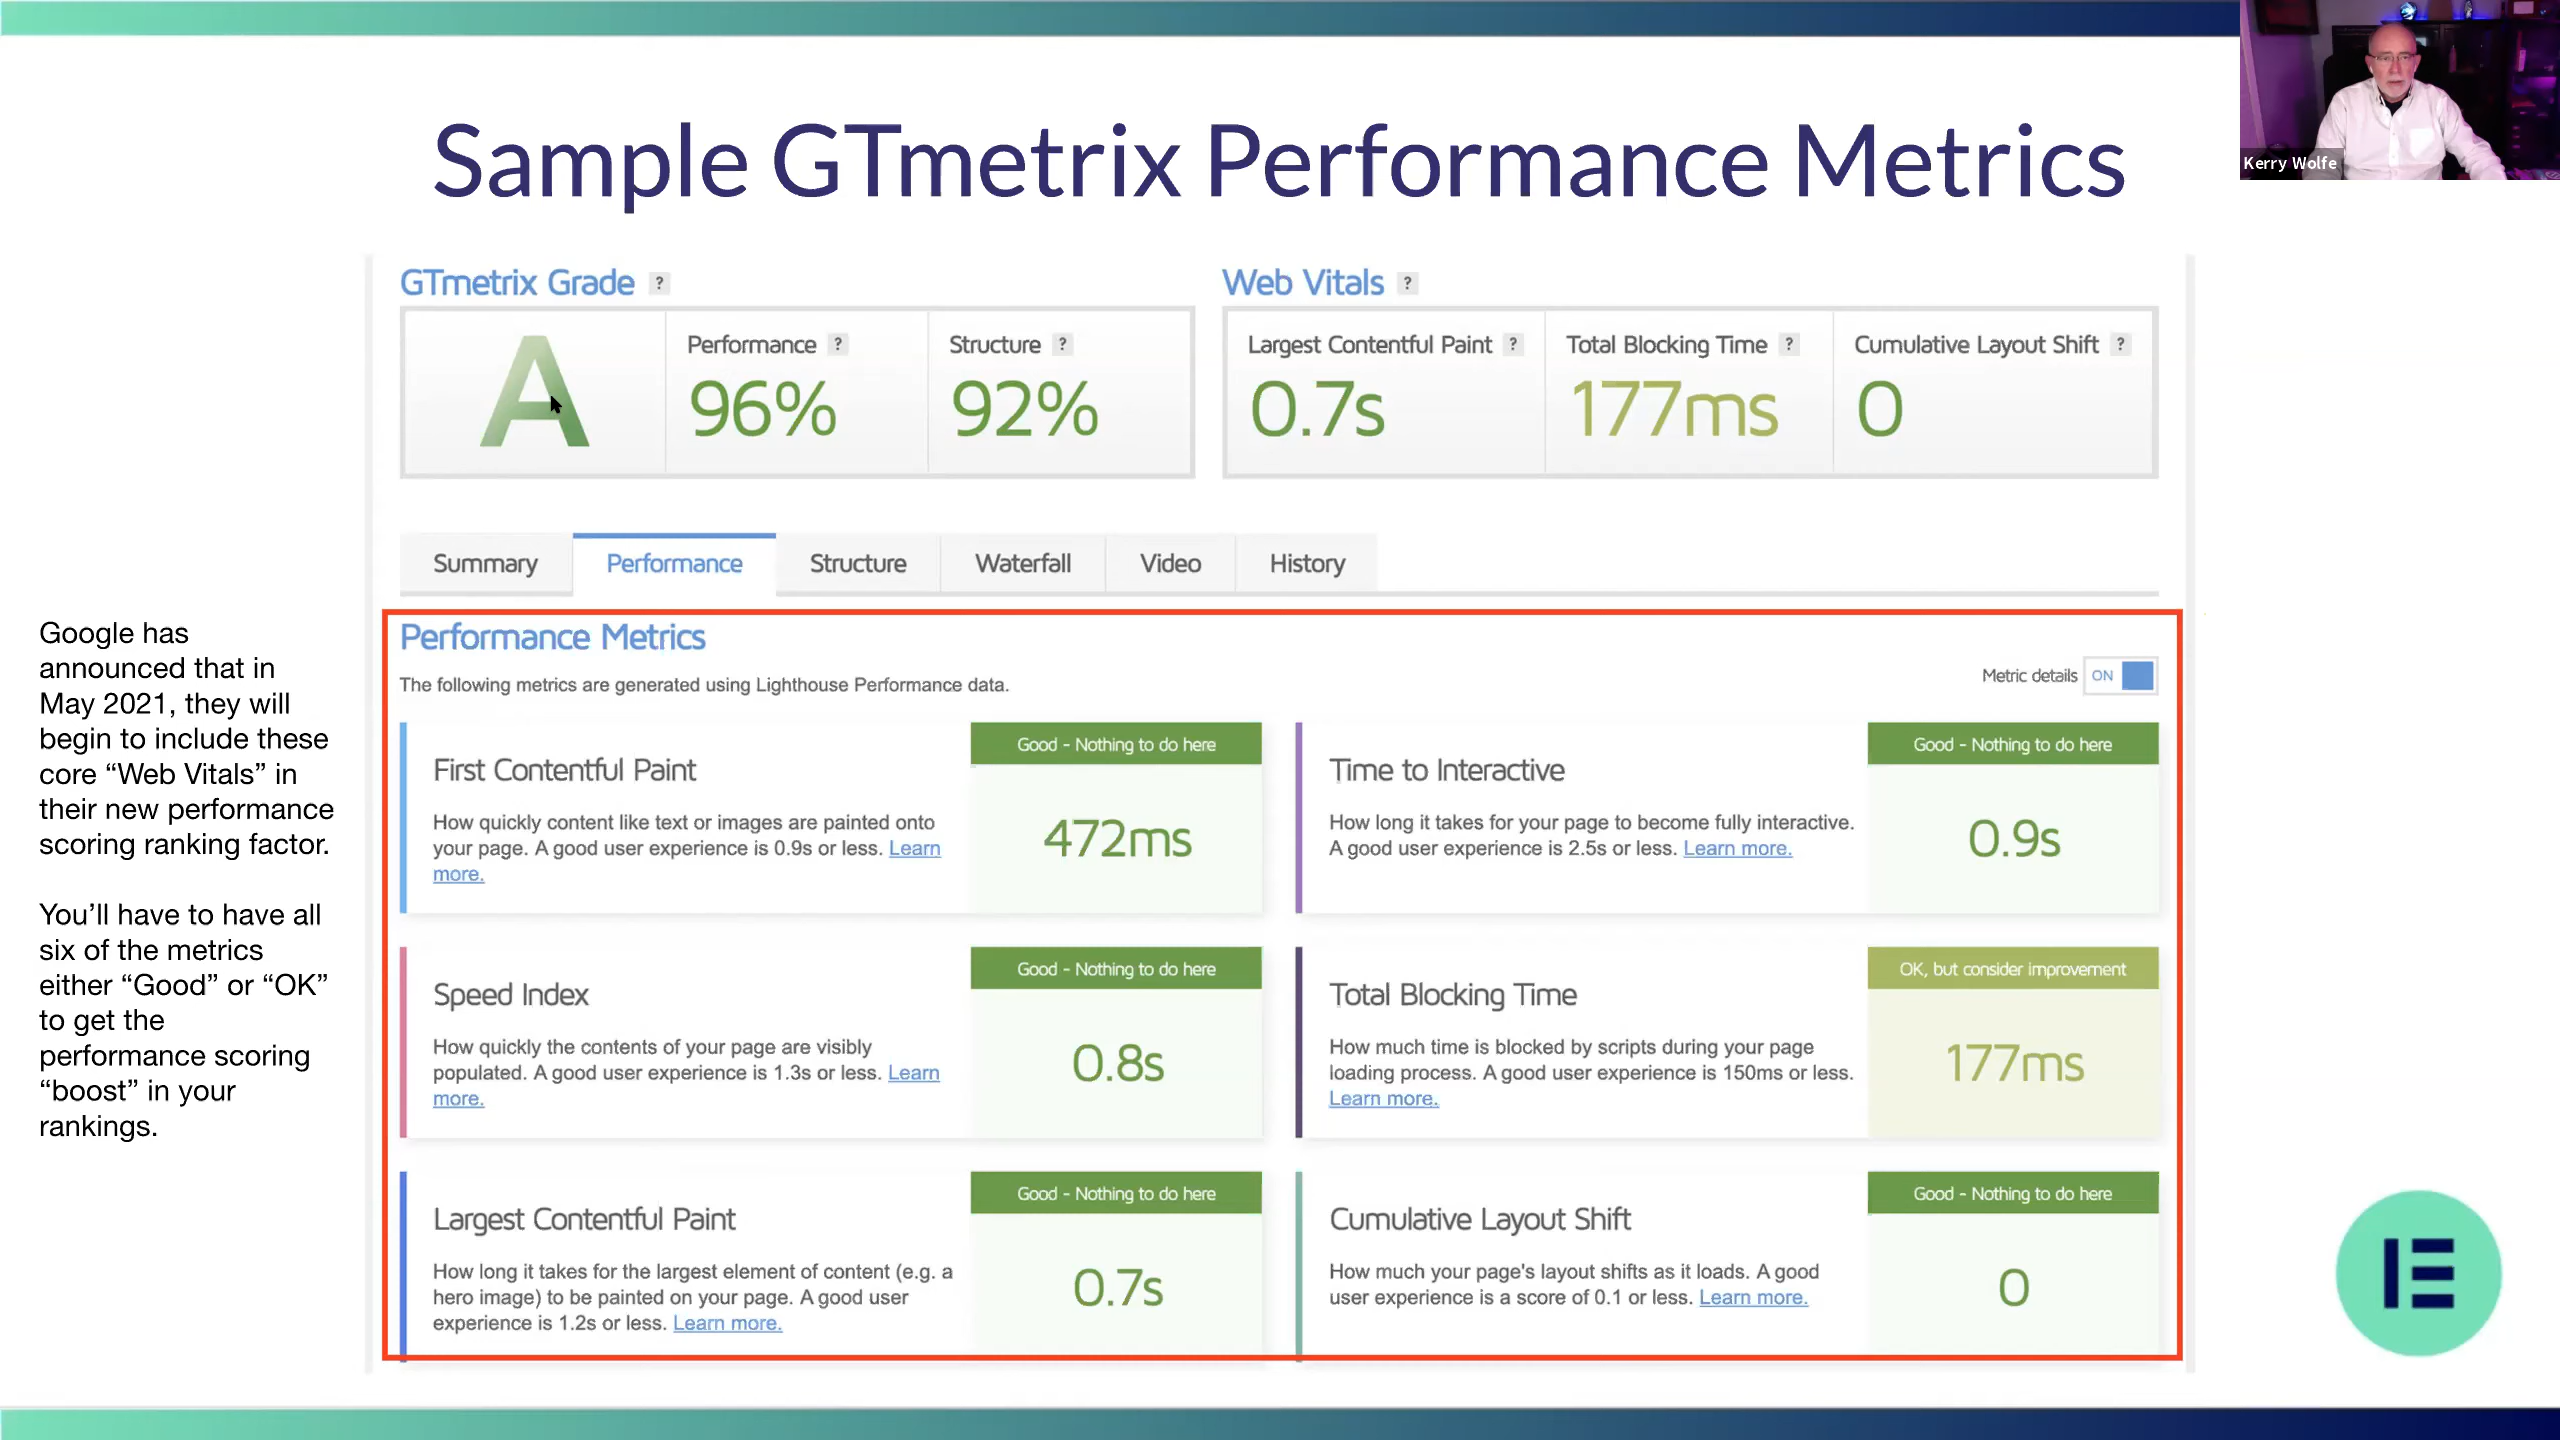 Sample GTmetrix Performance Metrics
Kerry Wolfe
GTmetrix Grade ?
Web Vitals ?
A
Performance ?
96%
Structure ?
92%
Largest Contentful Paint ?
0.7s
Total Blocking Time ?
177ms
Cumulative Layout Shift ?
0
Summary
Performance
Structure
Waterfall
Video
History
Google has
announced that in
May 2021, they will
begin to include these
core “Web Vitals” in
their new performance
scoring ranking factor.
You’ll have to have all
six of the metrics
either “Good” or “OK”
to get the
performance scoring
“boost” in your
rankings.
Performance Metrics
The following metrics are generated using Lighthouse Performance data.
Metric details ON
First Contentful Paint
How quickly content like text or images are painted onto
your page. A good user experience is 0.9s or less. Learn
more.
Good - Nothing to do here
472ms
Time to Interactive
How long it takes for your page to become fully interactive.
A good user experience is 2.5s or less. Learn more.
Good - Nothing to do here
0.9s
Speed Index
How quickly the contents of your page are visibly
populated. A good user experience is 1.3s or less. Learn
more.
Good - Nothing to do here
0.8s
Total Blocking Time
How much time is blocked by scripts during your page
loading process. A good user experience is 150ms or less.
Learn more.
OK, but consider improvement
177ms
Largest Contentful Paint
How long it takes for the largest element of content (e.g. a
hero image) to be painted on your page. A good user
experience is 1.2s or less. Learn more.
Good - Nothing to do here
0.7s
Cumulative Layout Shift
How much your page's layout shifts as it loads. A good
user experience is a score of 0.1 or less. Learn more.
Good - Nothing to do here
0